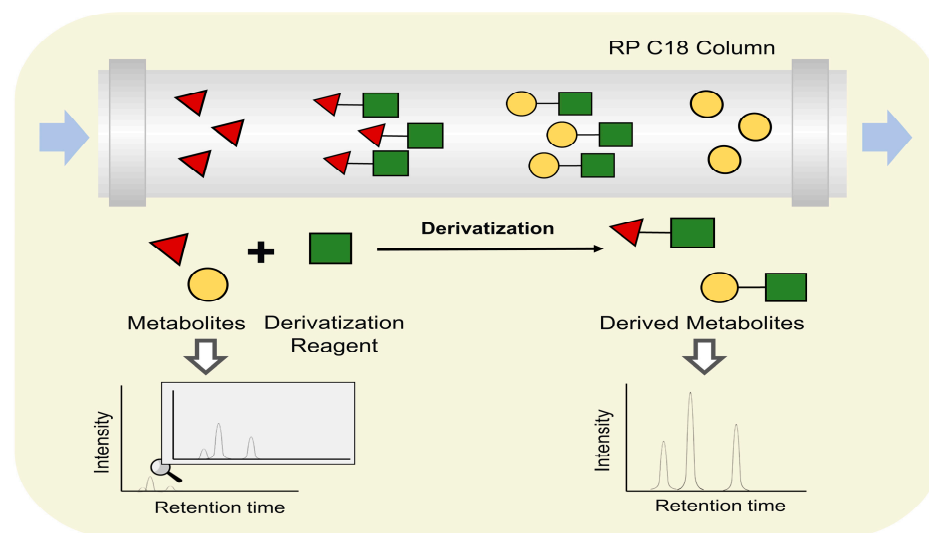 RP C18 Column
Derivatization
Metabolites
Derivatization
Reagent
Derived Metabolites
Intensity
Retention time
Intensity
Retention time